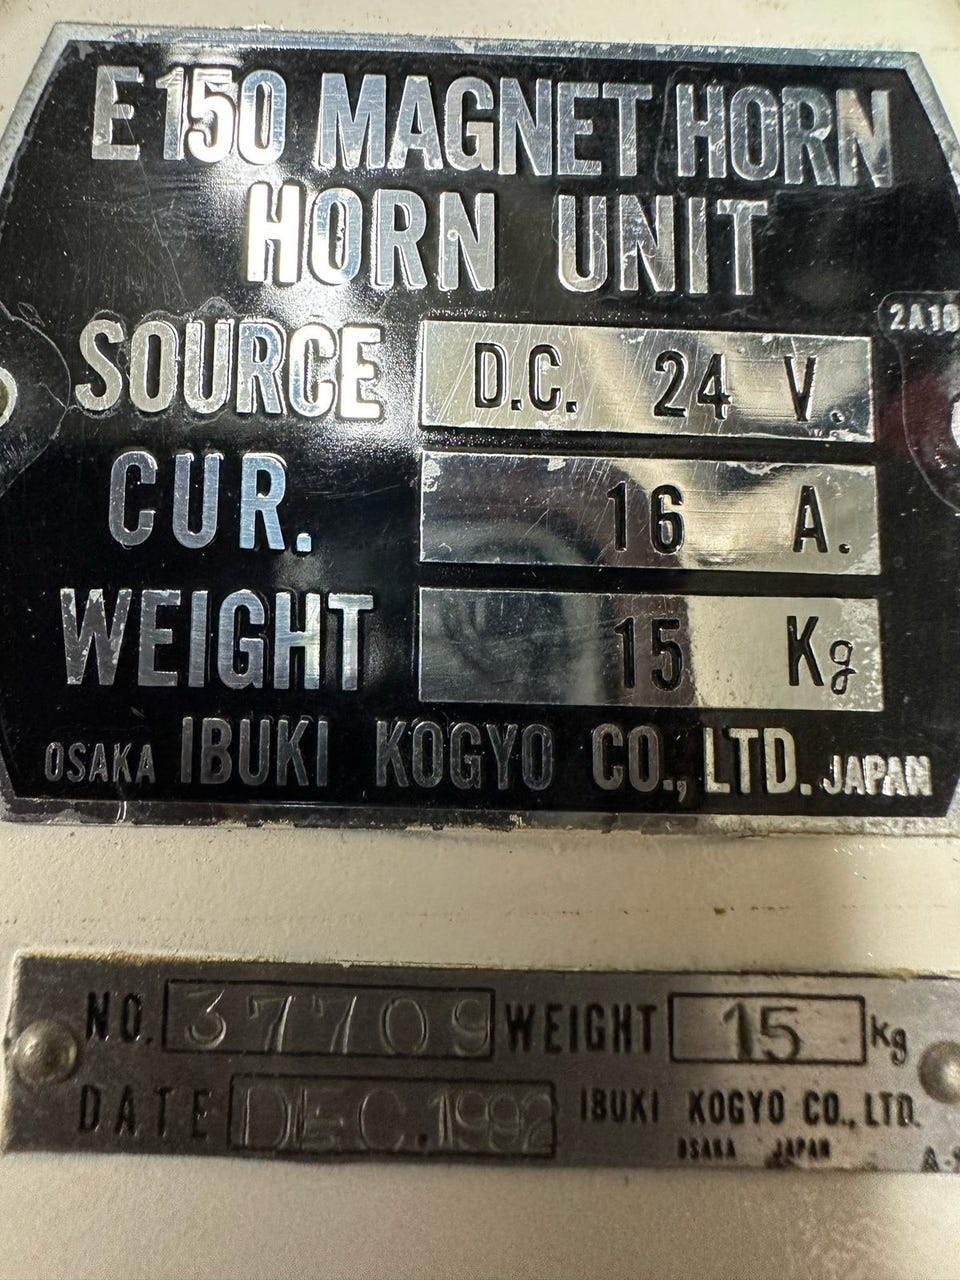 E150 MAGNET HORN
HORN UNIT
2A10
SOURCE D.C. 24 V.
CUR. 16 A.
WEIGHT 15 Kg
OSAKA IBUKI KOGYO CO., LTD. JAPAN
NO. 37709 WEIGHT 15 Kg
DATE DEC.1992 IBUKI KOGYO CO., LTD.
OSAKA JAPAN
A-